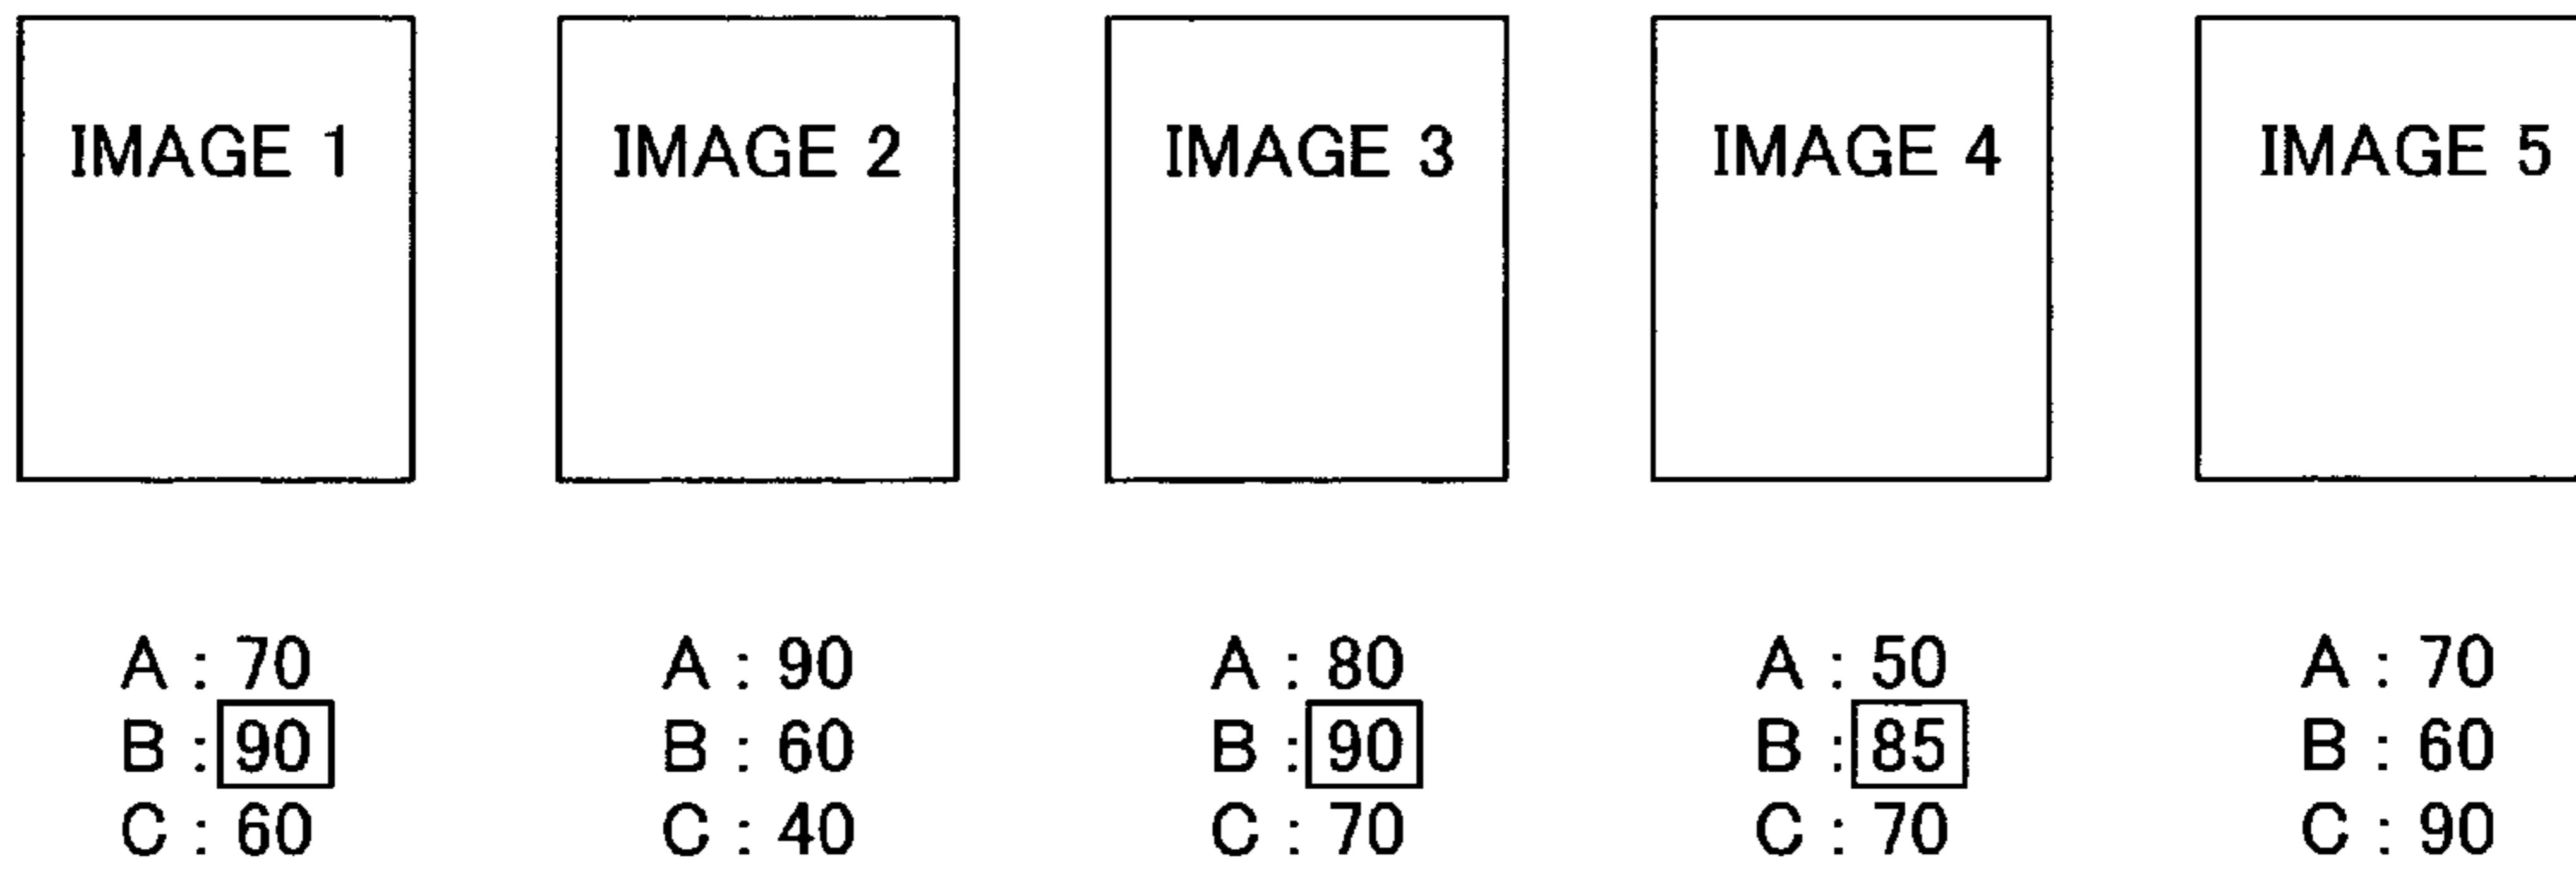 IMAGE 1 IMAGE 2 IMAGE 3 IMAGE 4 IMAGE 5
A : 70 A : 90 A : 80 A : 50 A : 70
B : 90 B : 60 B : 90 B : 85 B : 60
C : 60 C : 40 C : 70 C : 70 C : 90